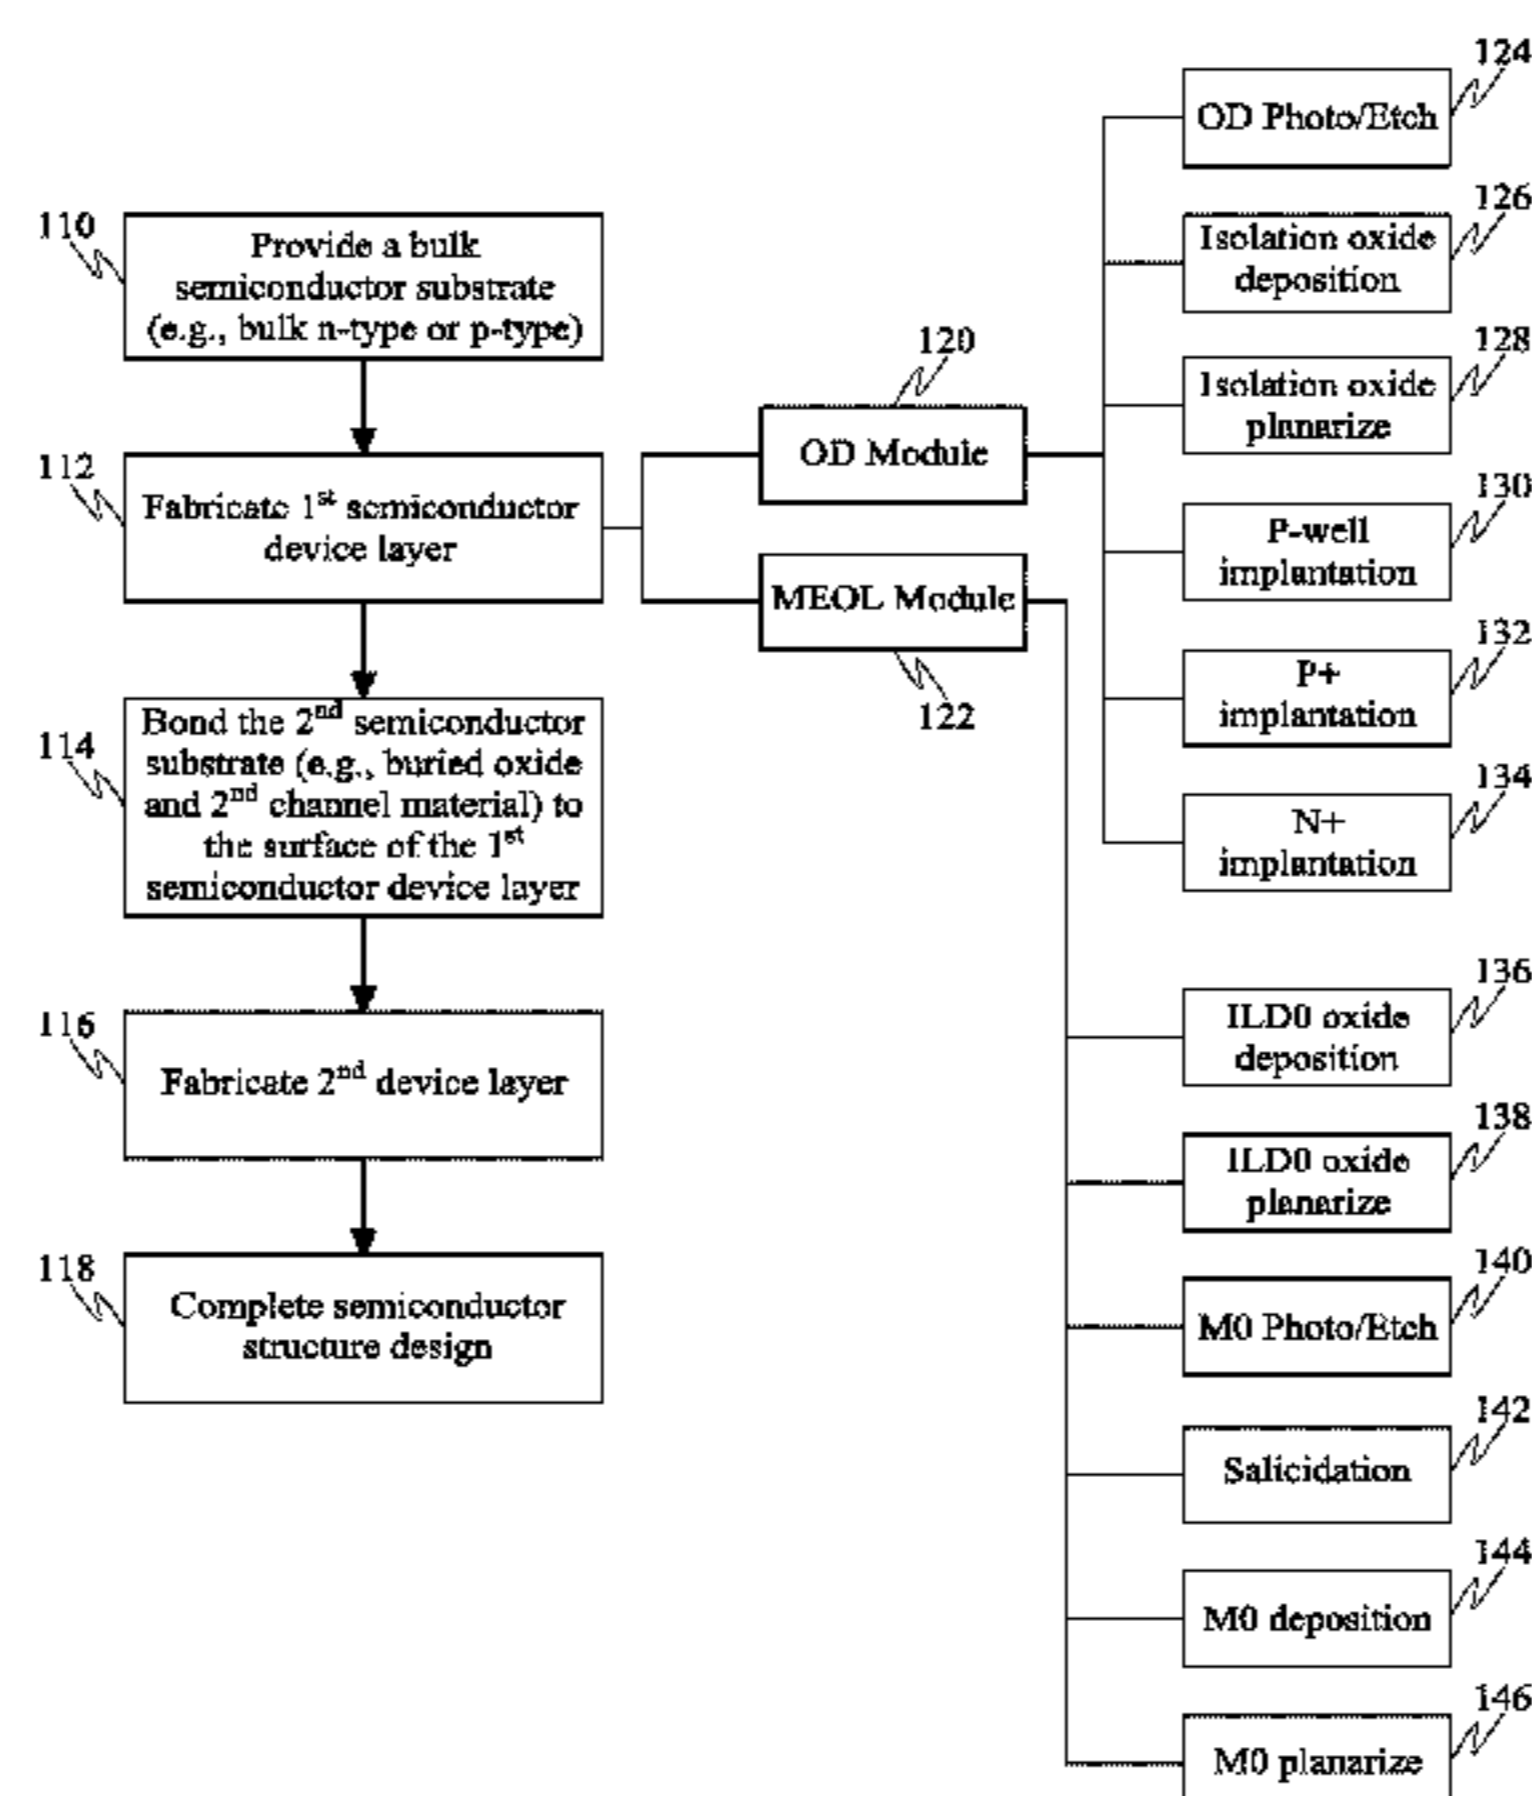 110
Provide a bulk
semiconductor substrate
(e.g., bulk n-type or p-type)
112
Fabricate 1st semiconductor
device layer
114
Bond the 2nd semiconductor
substrate (e.g., buried oxide
and 2nd channel material) to
the surface of the 1st
semiconductor device layer
116
Fabricate 2nd device layer
118
Complete semiconductor
structure design
120
OD Module
MEOL Module
122
124
OD Photo/Etch
126
Isolation oxide
deposition
128
Isolation oxide
planarize
130
P-well
implantation
132
P+
implantation
134
N+
implantation
136
ILD0 oxide
deposition
138
ILD0 oxide
planarize
140
M0 Photo/Etch
142
Salicidation
144
M0 deposition
146
M0 planarize